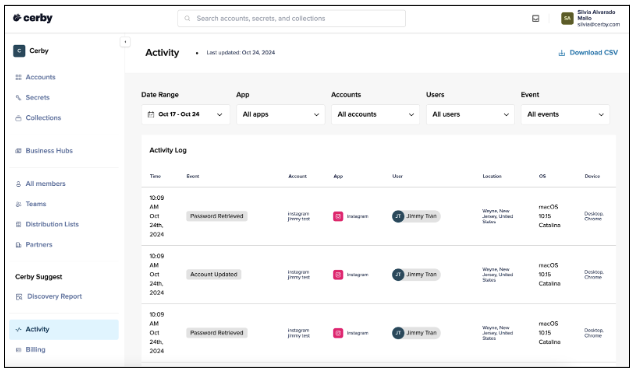 cerby
Search accounts, secrets, and collections
SA
Silvia Alvarado
Mallo
silvia@cerby.com
C
Cerby
Activity
Last updated: Oct 24, 2024
Download CSV
Accounts
Secrets
Collections
Business Hubs
All members
Teams
Distribution Lists
Partners
Cerby Suggest
Discovery Report
Activity
Billing
Date Range
App
Accounts
Users
Event
Oct 17 - Oct 24
All apps
All accounts
All users
All events
Activity Log
Time Event Account App User Location OS Device
10:09
AM
Oct
24th,
2024
Password Retrieved
Instagram
jimmy test
Instagram
JT Jimmy Tran
Wayne, New
Jersey, United
States
macOS
10.15
Catalina
Desktop,
Chrome
10:09
AM
Oct
24th,
2024
Account Updated
Instagram
jimmy test
Instagram
JT Jimmy Tran
Wayne, New
Jersey, United
States
macOS
10.15
Catalina
Desktop,
Chrome
10:09
AM
Oct
24th,
2024
Password Retrieved
Instagram
jimmy test
Instagram
JT Jimmy Tran
Wayne, New
Jersey, United
States
macOS
10.15
Catalina
Desktop,
Chrome